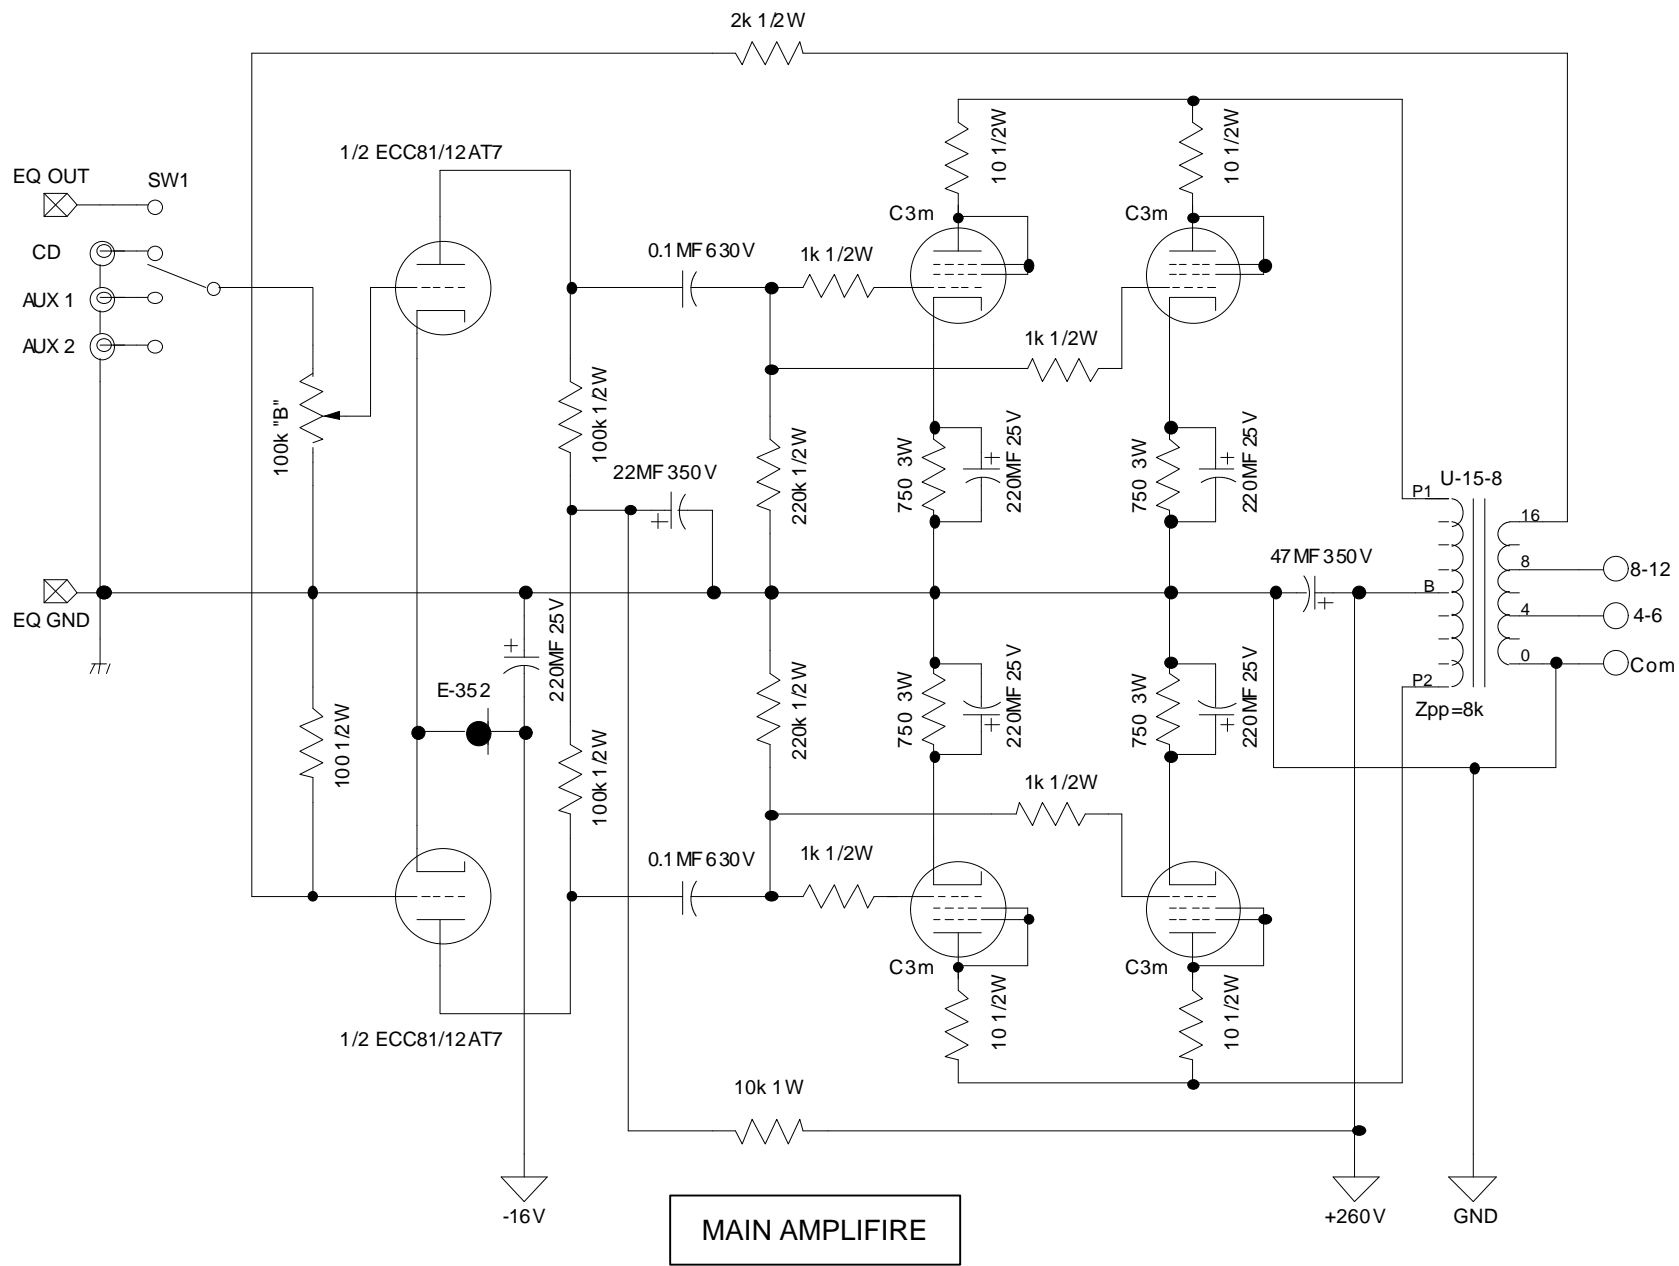 2k 1/2W
1/2 ECC81/12AT7
EQ OUT
SW1
CD
AUX 1
AUX 2
100k "B"
EQ GND
100 1/2W
E-352
220MF 25V
+
1/2 ECC81/12AT7
-16V
100k 1/2W
22MF 350V
+
100k 1/2W
0.1MF 630V
1k 1/2W
C3m
10 1/2W
C3m
10 1/2W
1k 1/2W
220k 1/2W
750 3W
+
220MF 25V
750 3W
+
220MF 25V
47MF 350V
+
220k 1/2W
750 3W
+
220MF 25V
750 3W
+
220MF 25V
1k 1/2W
0.1MF 630V
1k 1/2W
C3m
10 1/2W
C3m
10 1/2W
10k 1W
U-15-8
P1
B
P2
16
8
4
0
8-12
4-6
Com
Zpp=8k
+260V
GND
MAIN AMPLIFIRE